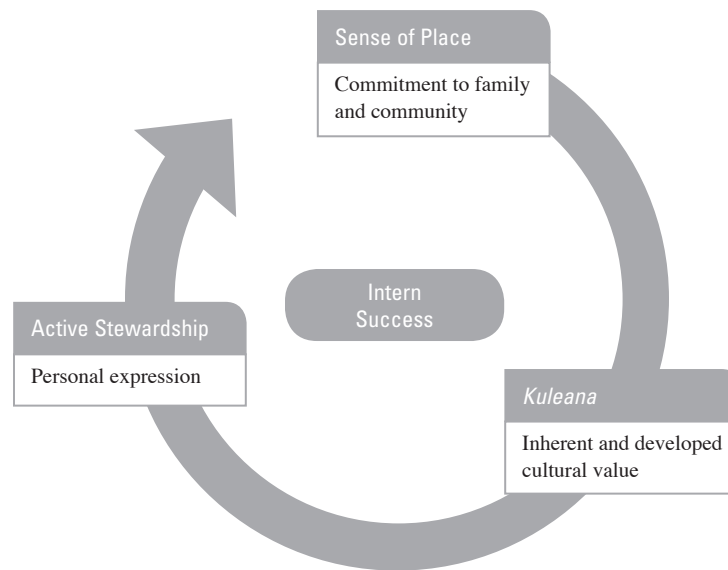 Sense of Place
Commitment to family
and community
Intern
Success
Active Stewardship
Personal expression
Kuleana
Inherent and developed
cultural value